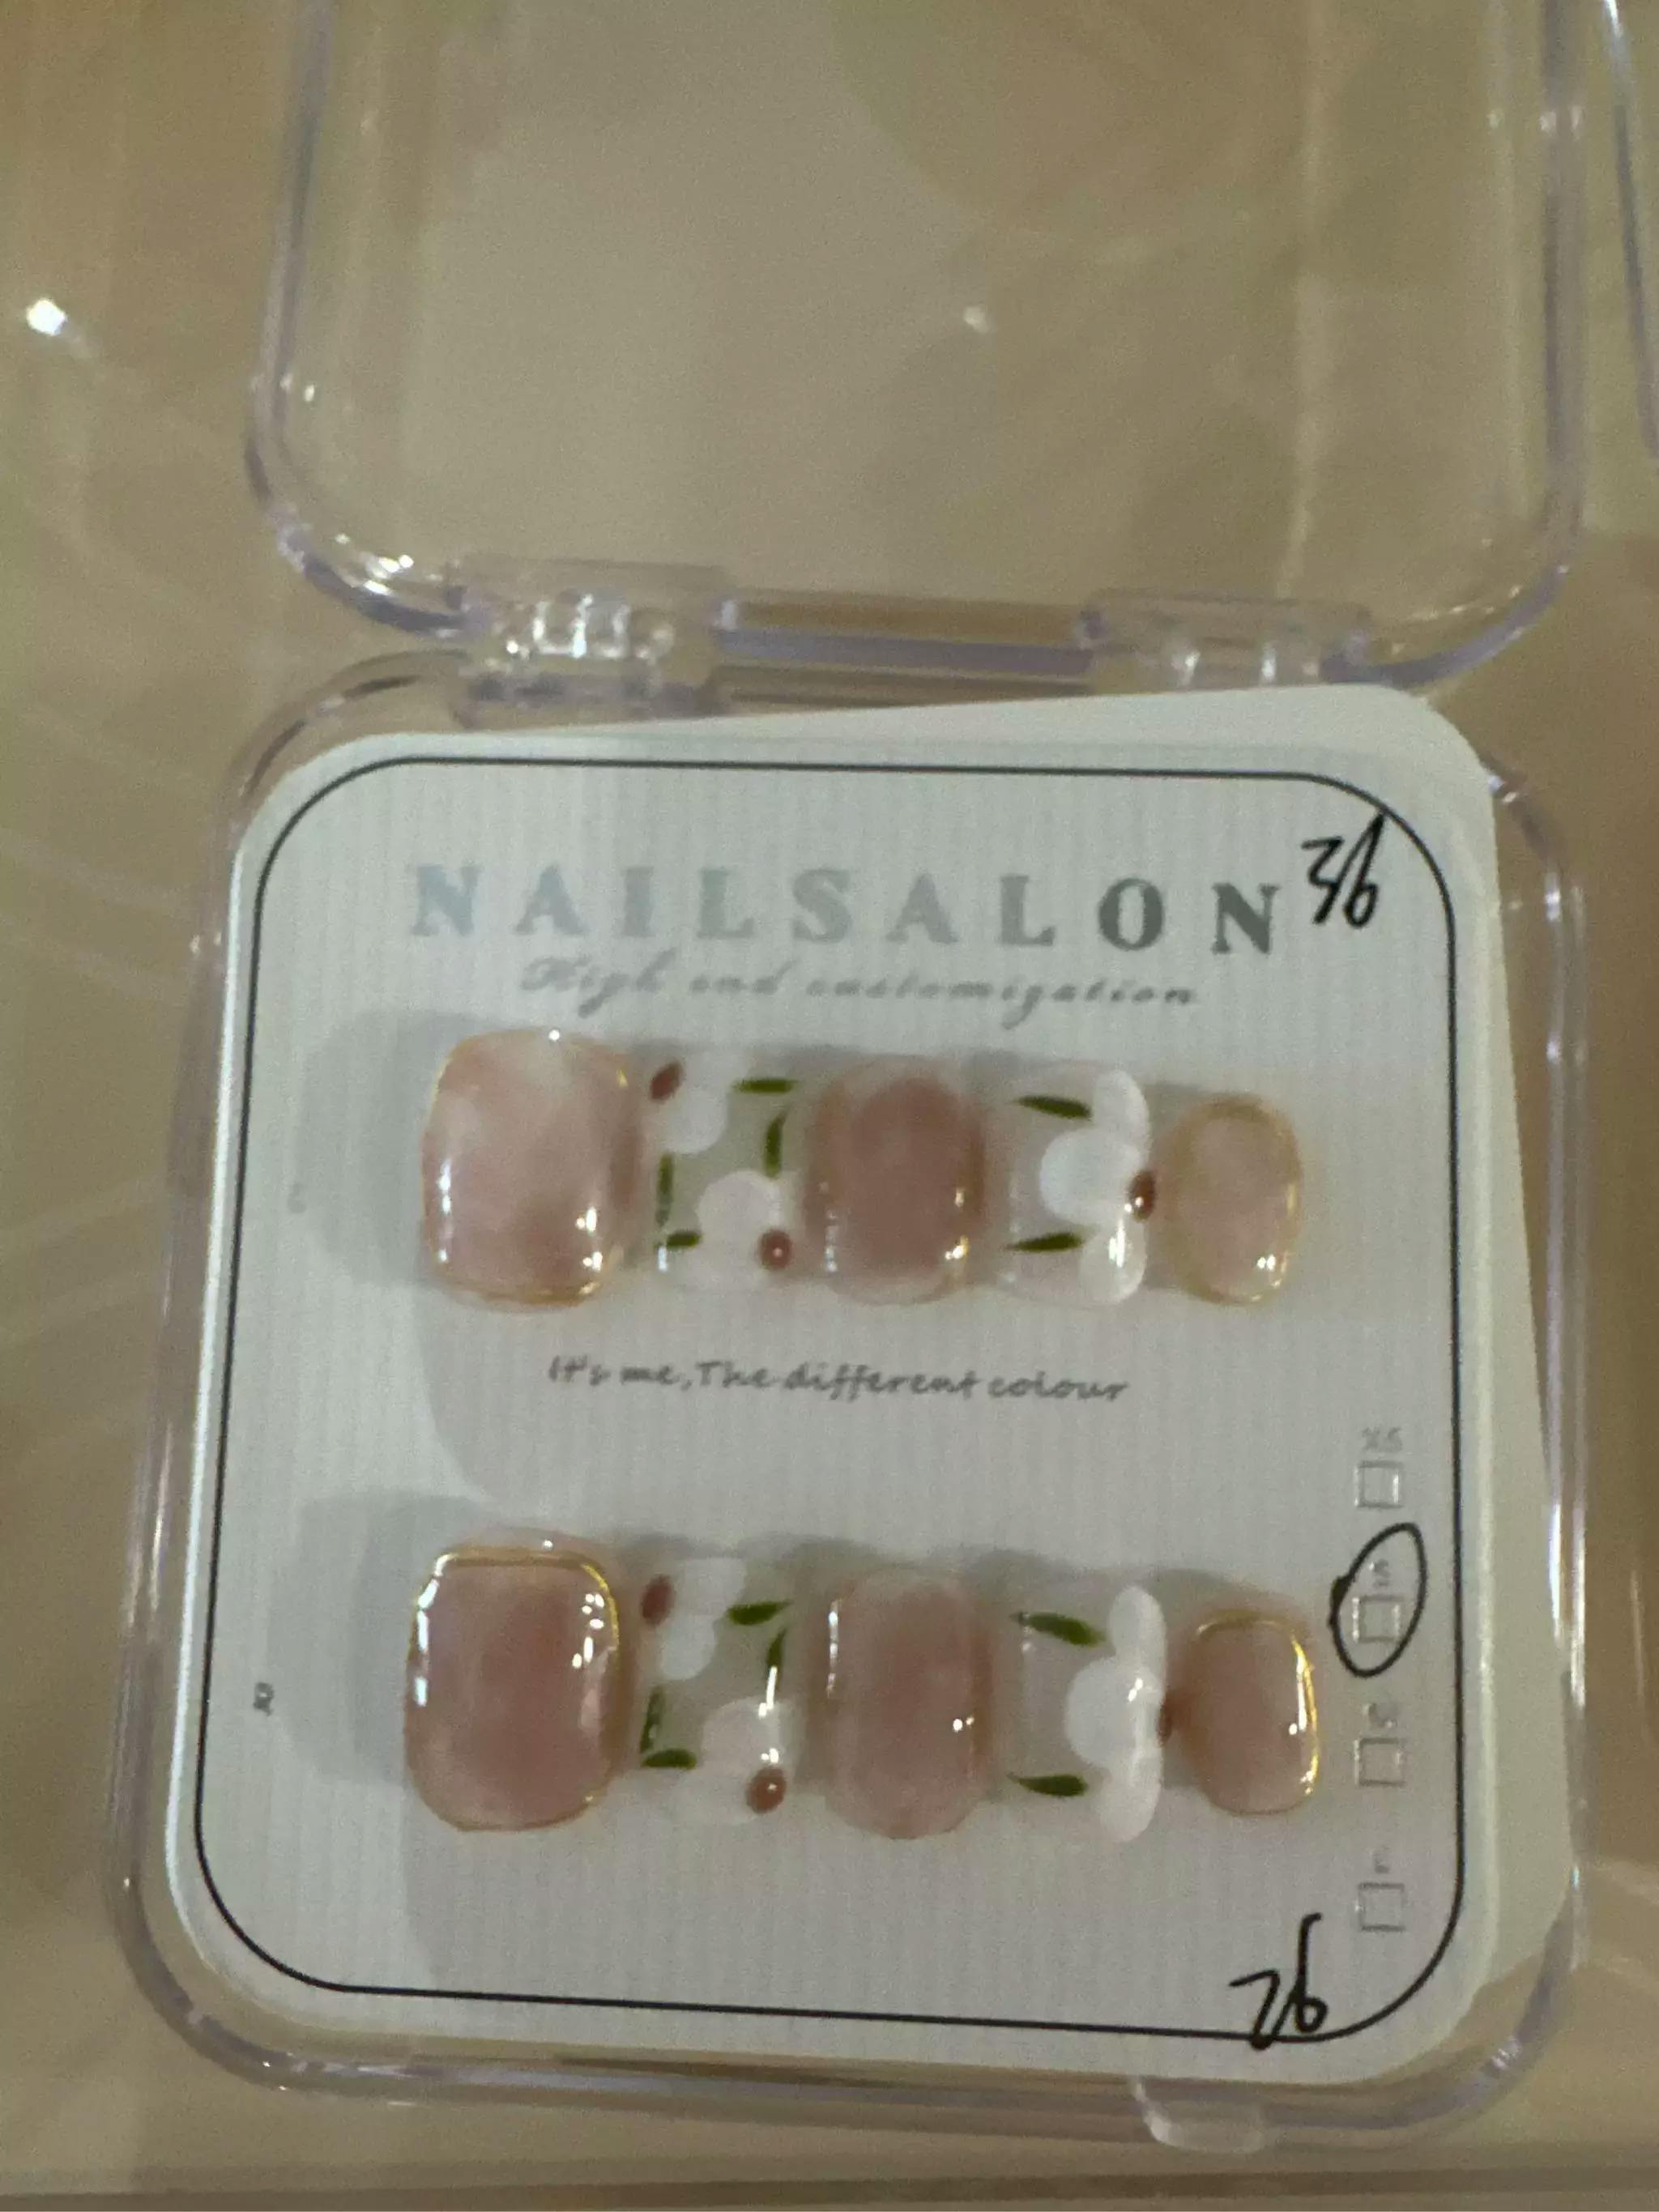 36
NAILSALON
High end customization
It's me,The different colour
XS
S
M
L
R
26